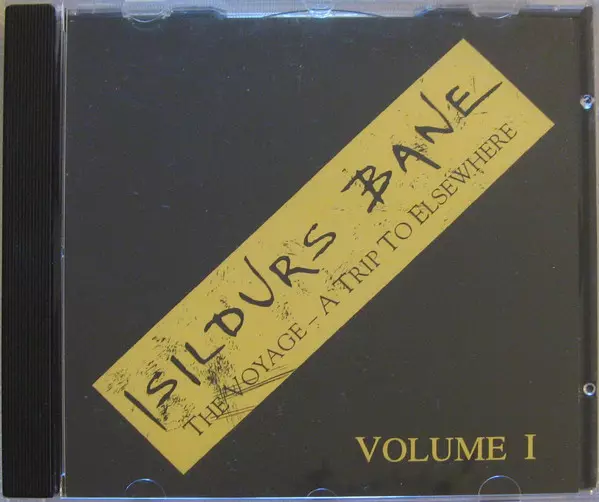 ISILDURS BANE
THE VOYAGE – A TRIP TO ELSEWHERE
VOLUME I